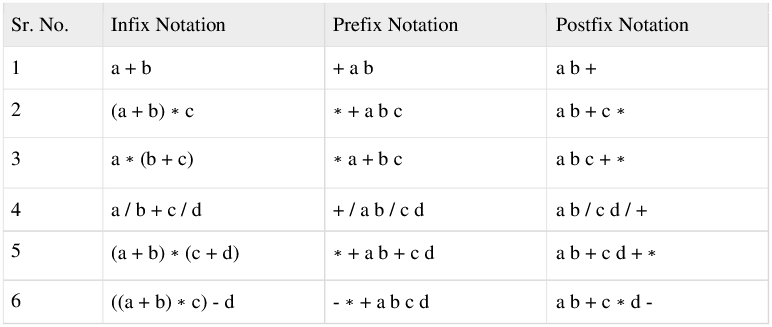 Sr. No. Infix Notation Prefix Notation Postfix Notation
1 a + b + a b a b +
2 (a + b) * c * + a b c a b + c *
3 a * (b + c) * a + b c a b c + *
4 a / b + c / d + / a b / c d a b / c d / +
5 (a + b) * (c + d) * + a b + c d a b + c d + *
6 ((a + b) * c) - d - * + a b c d a b + c * d -